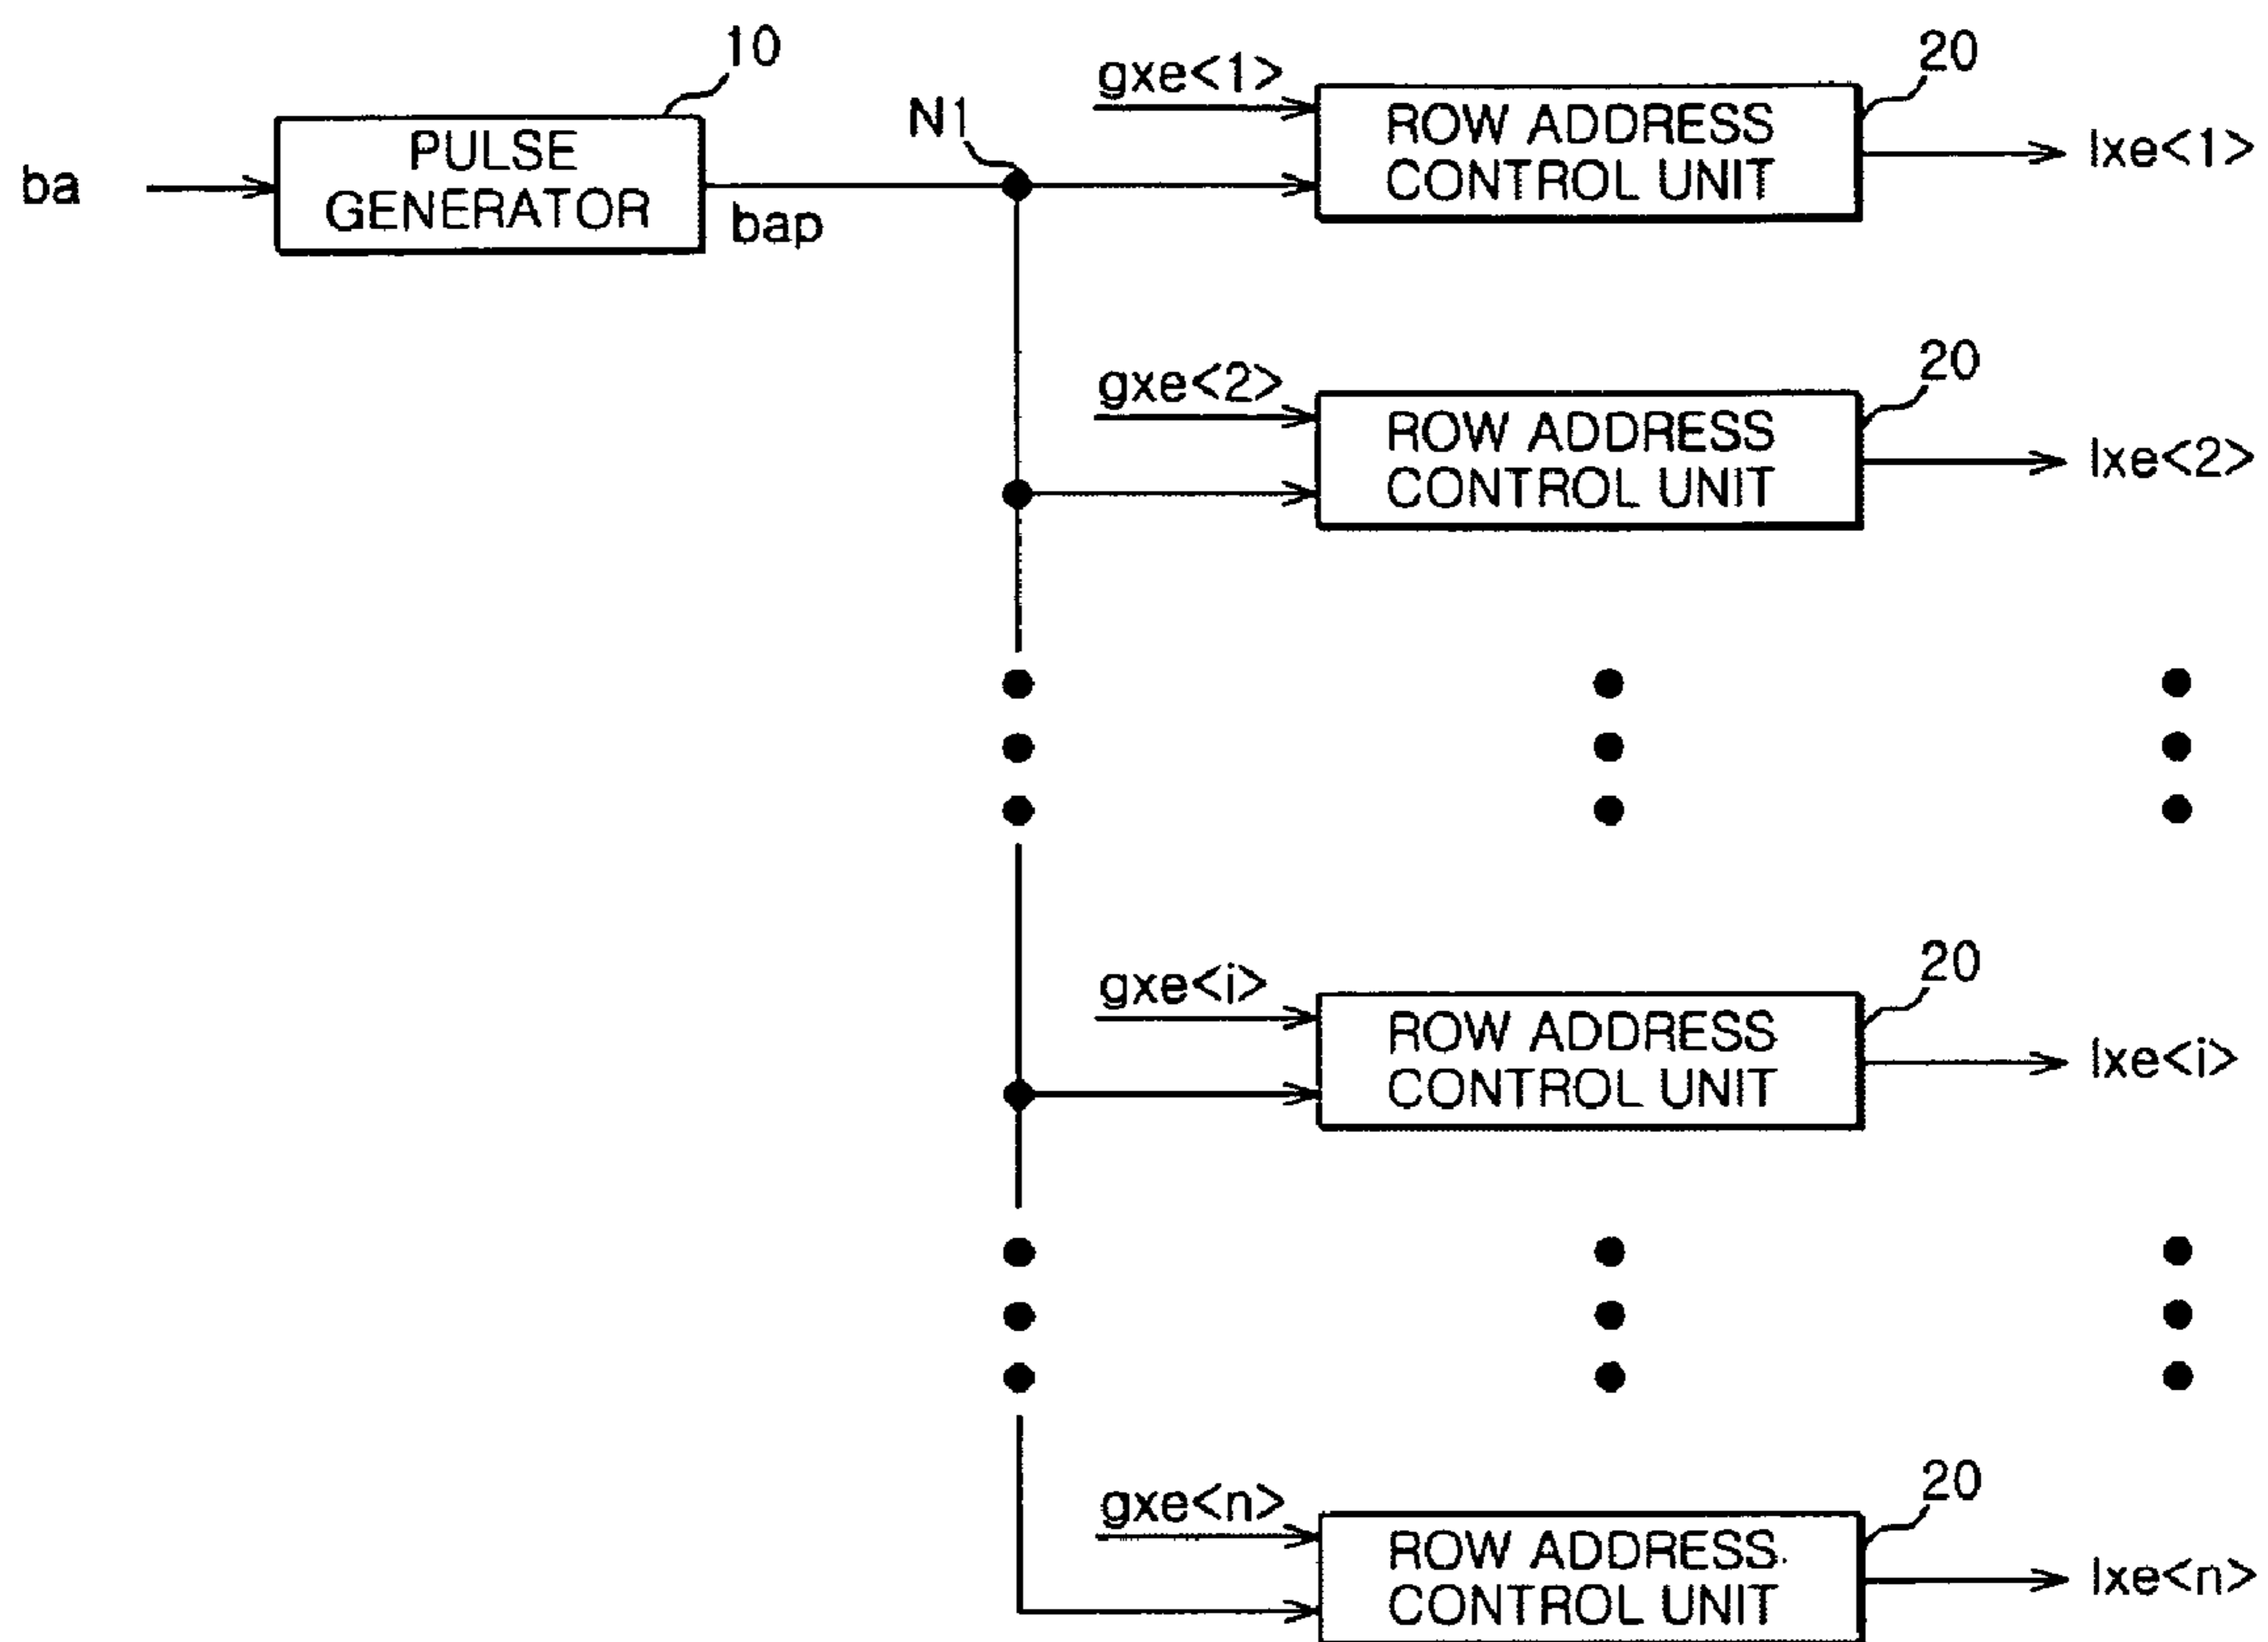 10
PULSE
GENERATOR
ba
bap
N1
gxe<1>
20
ROW ADDRESS
CONTROL UNIT
lxe<1>
gxe<2>
20
ROW ADDRESS
CONTROL UNIT
lxe<2>
gxe<i>
20
ROW ADDRESS
CONTROL UNIT
lxe<i>
gxe<n>
20
ROW ADDRESS
CONTROL UNIT
lxe<n>